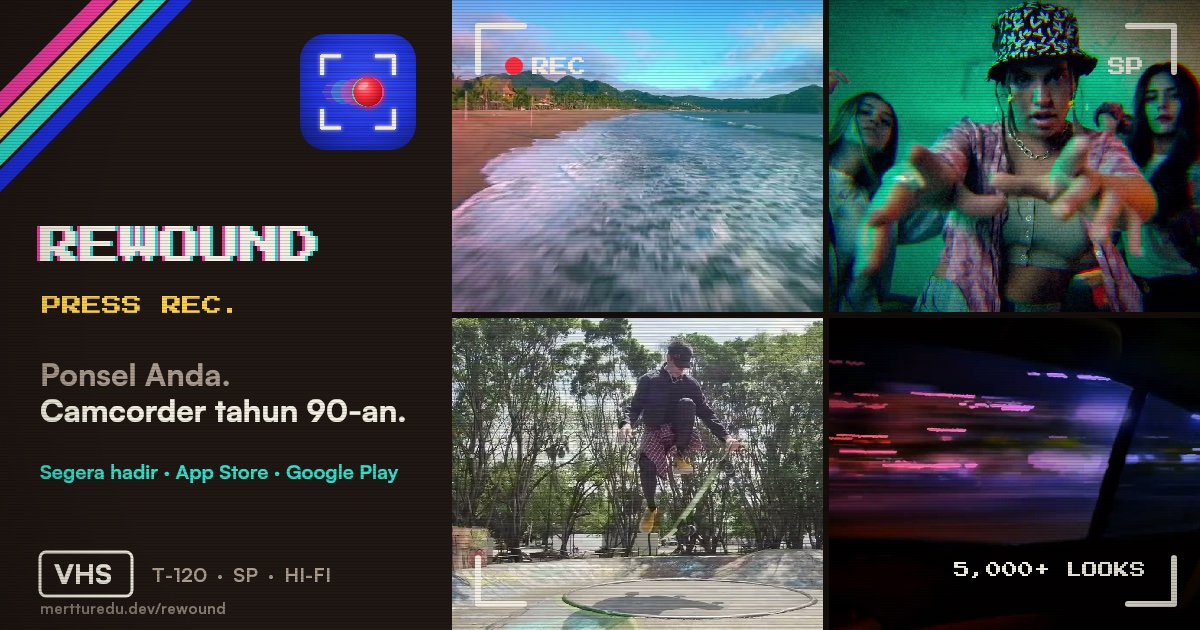 REWOUND
PRESS REC.
Ponsel Anda.
Camcorder tahun 90-an.
Segera hadir · App Store · Google Play
VHS T-120 · SP · HI-FI
mertturedu.dev/rewound
REC
SP
5,000+ LOOKS